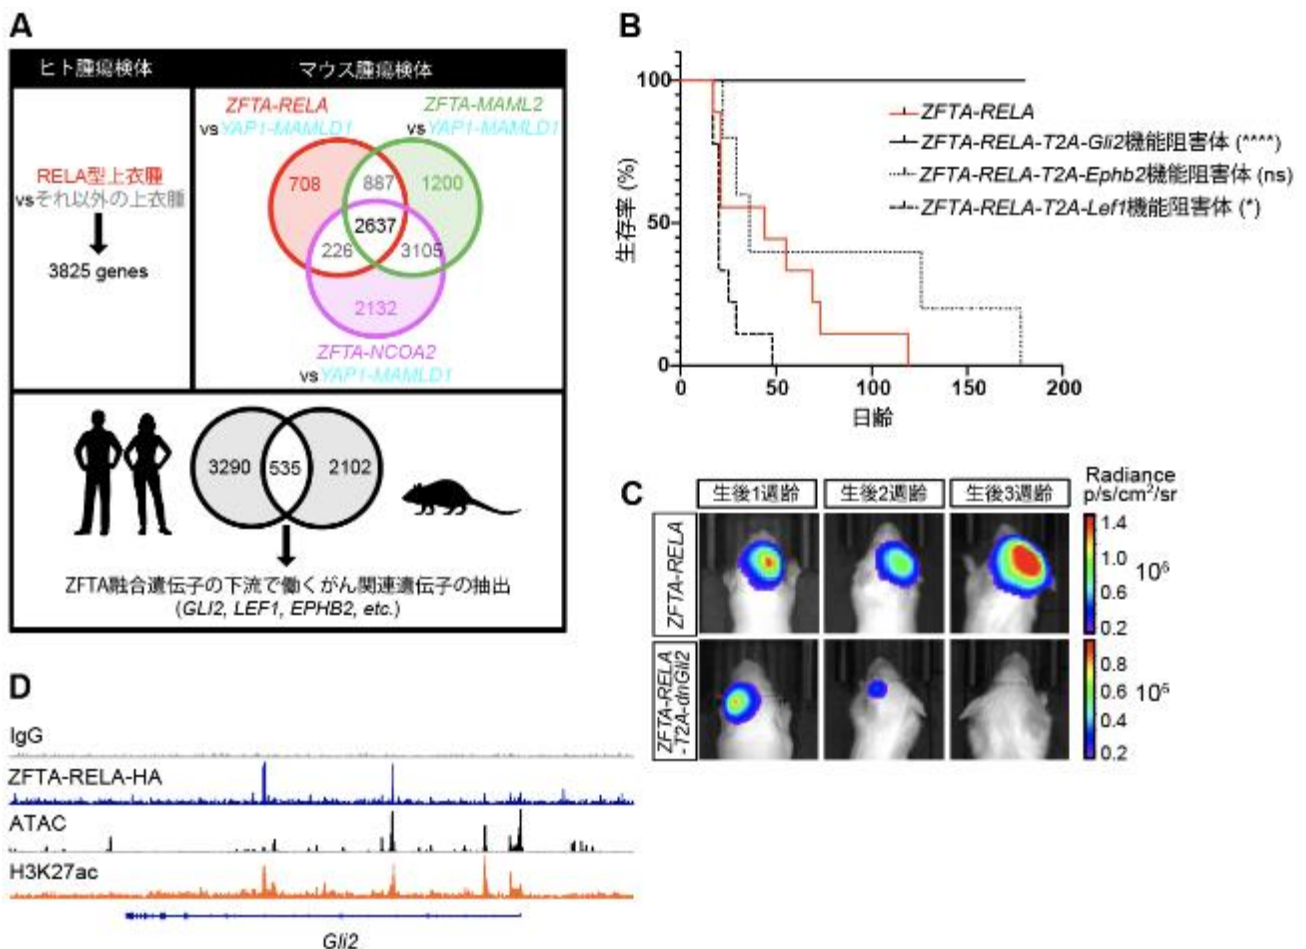 A
ヒト腫瘍検体
マウス腫瘍検体
RELA型上衣腫
vsそれ以外の上衣腫
3825 genes
ZFTA-RELA
vs YAP1-MAMLD1
ZFTA-MAML2
vs YAP1-MAMLD1
708
887
1200
2637
226
3105
2132
ZFTA-NCOA2
vs YAP1-MAMLD1
3290
535
2102
ZFTA融合遺伝子の下流で働くがん関連遺伝子の抽出
(GLI2, LEF1, EPHB2, etc.)
B
生存率 (%)
100
50
0
0
50
100
150
200
日齢
ZFTA-RELA
ZFTA-RELA-T2A-Gli2機能阻害体 (****)
ZFTA-RELA-T2A-Ephb2機能阻害体 (ns)
ZFTA-RELA-T2A-Lef1機能阻害体 (*)
C
生後1週齢
生後2週齢
生後3週齢
Radiance
p/s/cm²/sr
ZFTA-RELA
1.4
1.0
0.6
0.2
10⁶
ZFTA-RELA
-T2A-dnGli2
0.8
0.6
0.4
0.2
10⁵
D
IgG
ZFTA-RELA-HA
ATAC
H3K27ac
Gli2